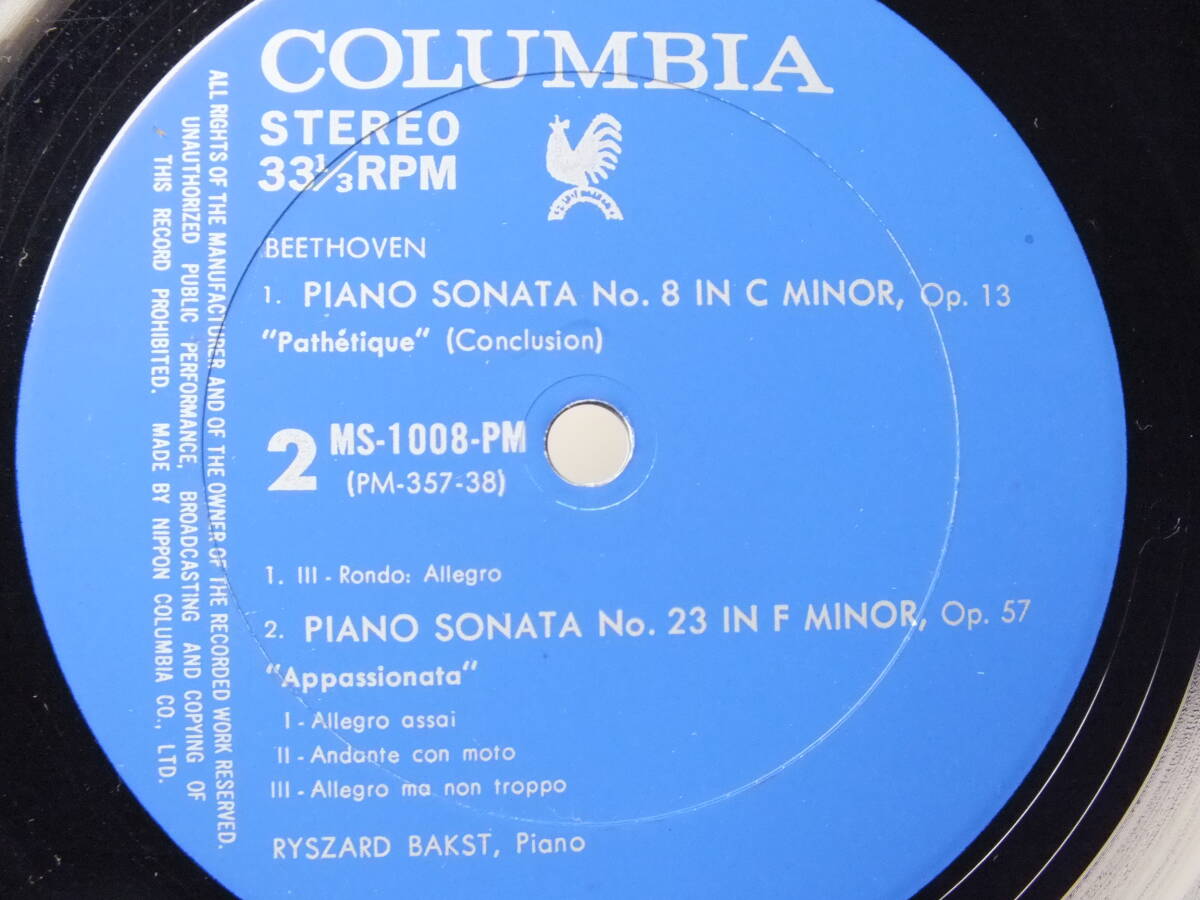 COLUMBIA
STEREO
33 1/3 RPM
BEETHOVEN
1. PIANO SONATA No. 8 IN C MINOR, Op. 13
"Pathétique" (Conclusion)
2 MS-1008-PM
(PM-357-38)
1. III - Rondo: Allegro
2. PIANO SONATA No. 23 IN F MINOR, Op. 57
"Appassionata"
I - Allegro assai
II - Andante con moto
III - Allegro ma non troppo
RYSZARD BAKST, Piano
ALL RIGHTS OF THE MANUFACTURER AND OF THE OWNER OF THE RECORDED WORK RESERVED.
UNAUTHORIZED PUBLIC PERFORMANCE, BROADCASTING AND COPYING OF
THIS RECORD PROHIBITED. MADE BY NIPPON COLUMBIA CO., LTD.